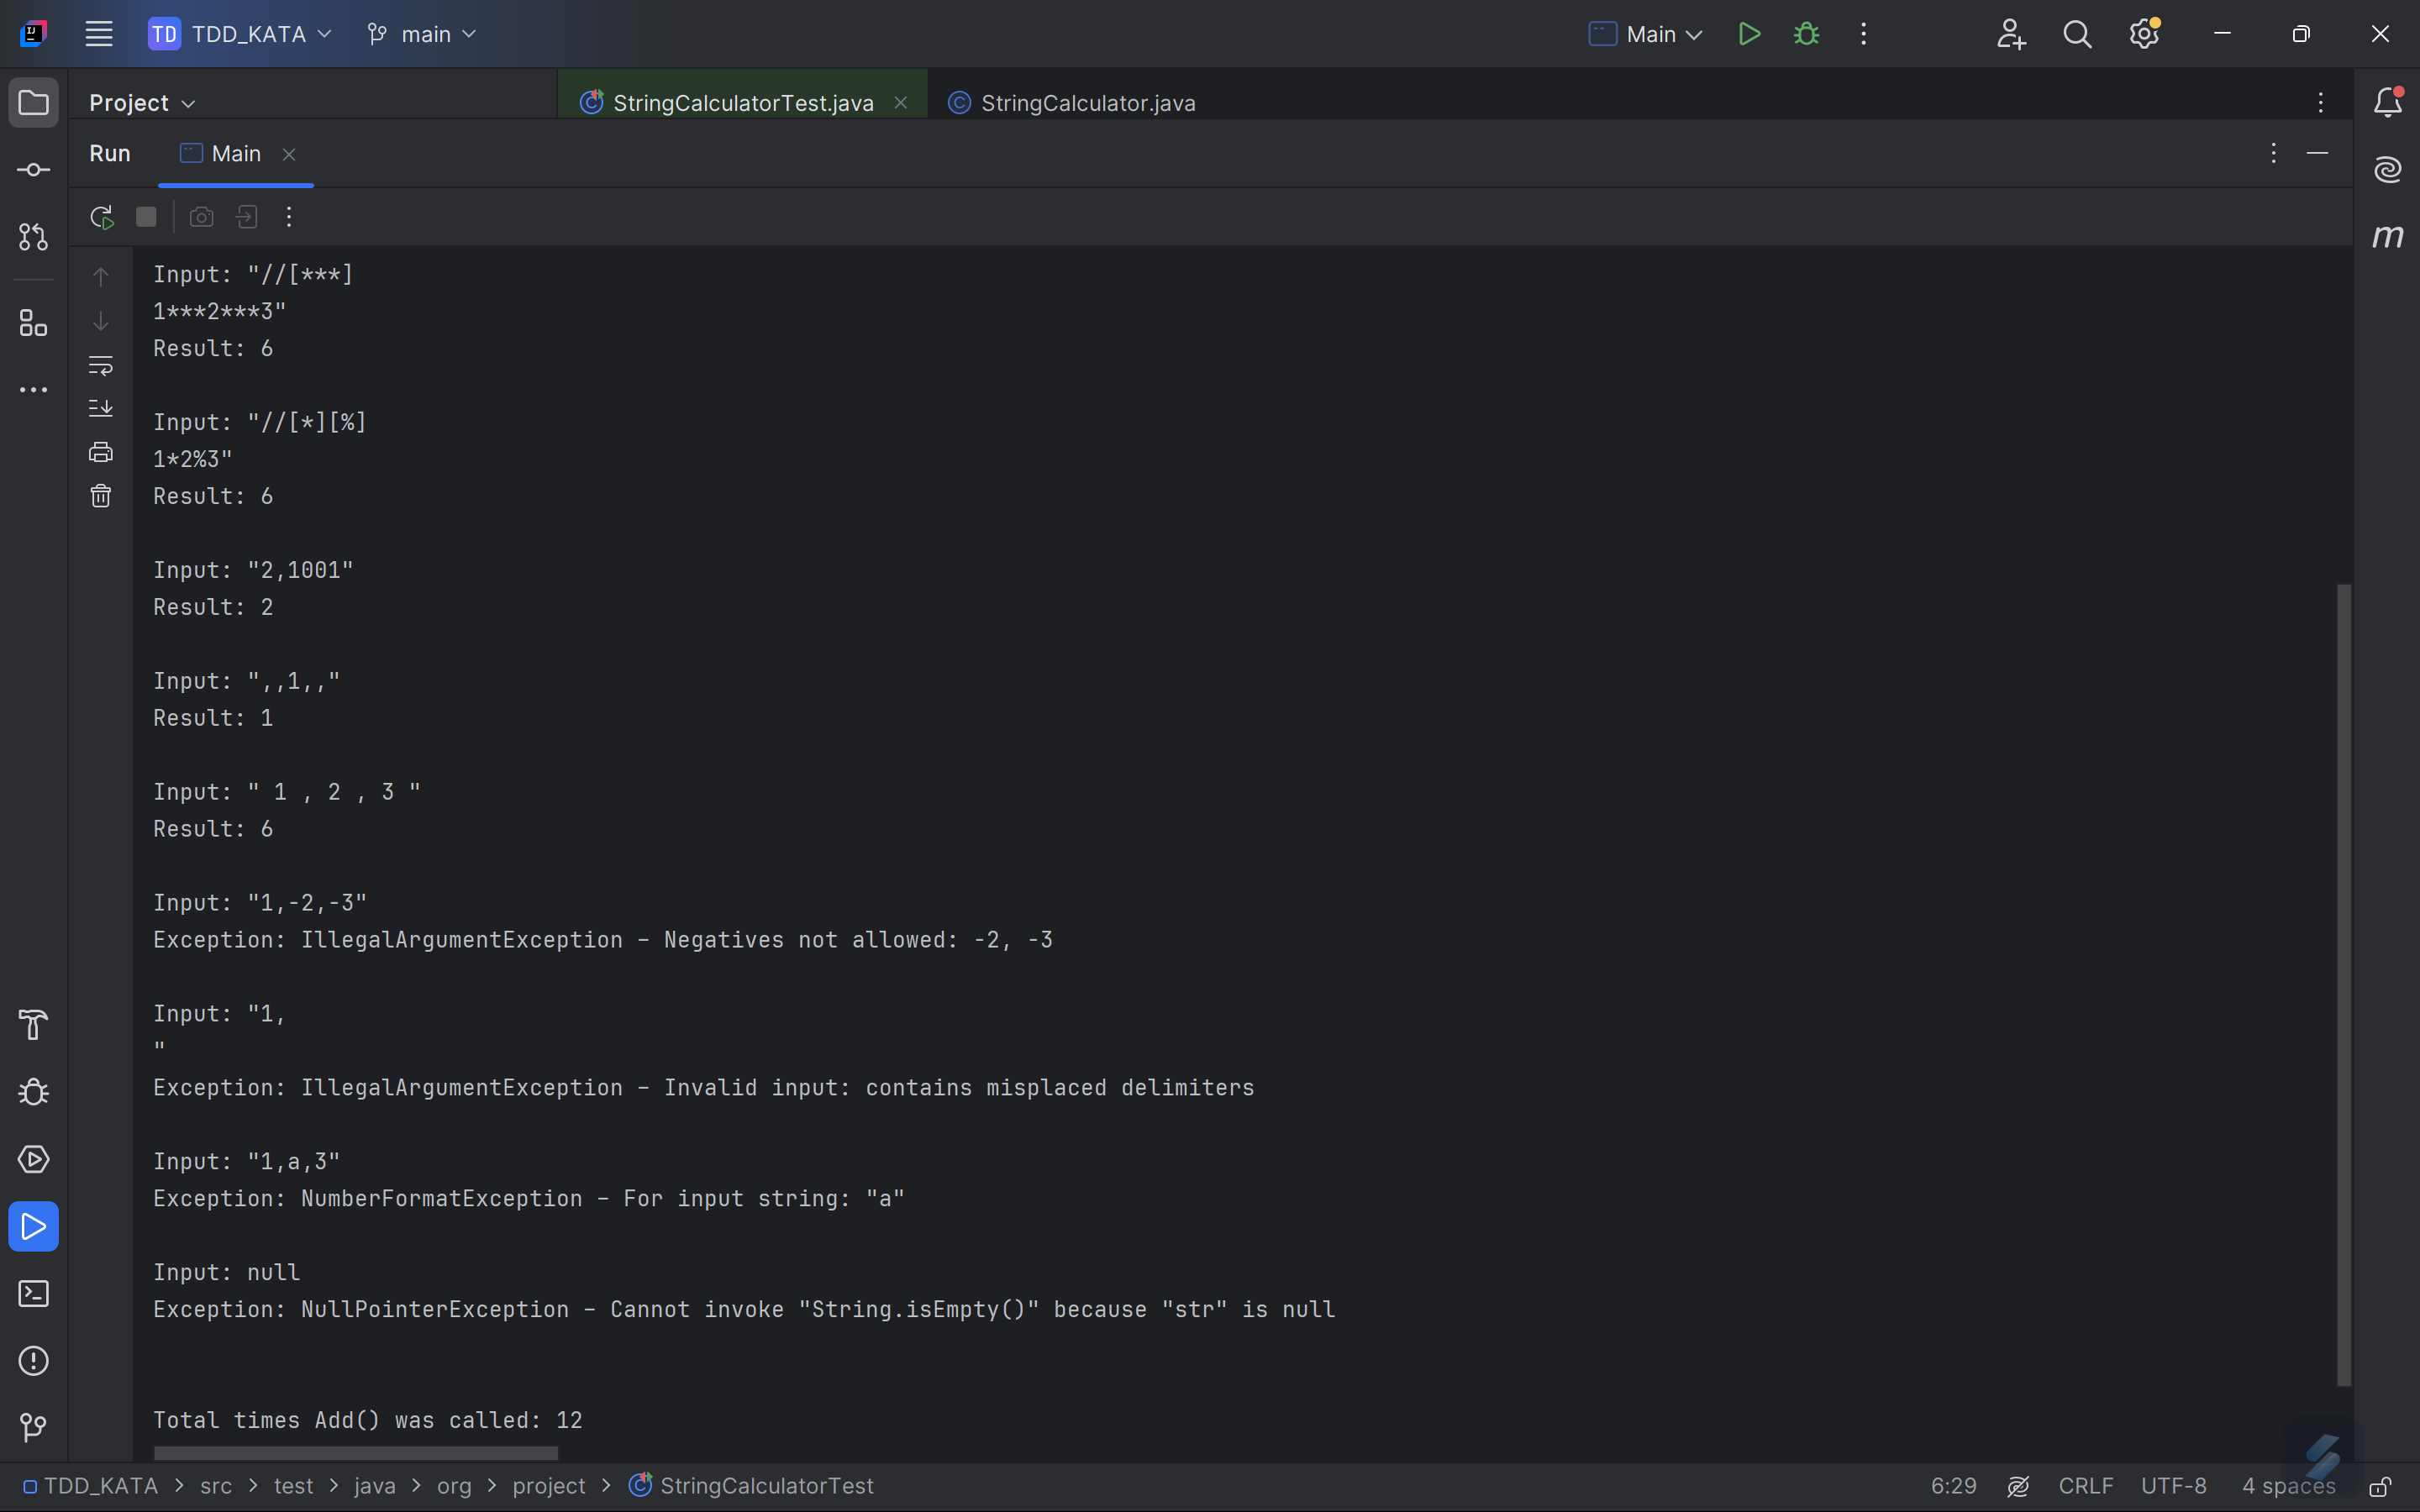 TD TDD_KATA main Main
Project StringCalculatorTest.java StringCalculator.java
Run Main
Input: "//[***]
1***2***3"
Result: 6
Input: "//[*][%]
1*2%3"
Result: 6
Input: "2,1001"
Result: 2
Input: ",,1,,"
Result: 1
Input: " 1 , 2 , 3 "
Result: 6
Input: "1,-2,-3"
Exception: IllegalArgumentException - Negatives not allowed: -2, -3
Input: "1,
"
Exception: IllegalArgumentException - Invalid input: contains misplaced delimiters
Input: "1,a,3"
Exception: NumberFormatException - For input string: "a"
Input: null
Exception: NullPointerException - Cannot invoke "String.isEmpty()" because "str" is null
Total times Add() was called: 12
TDD_KATA > src > test > java > org > project > StringCalculatorTest 6:29 CRLF UTF-8 4 spaces